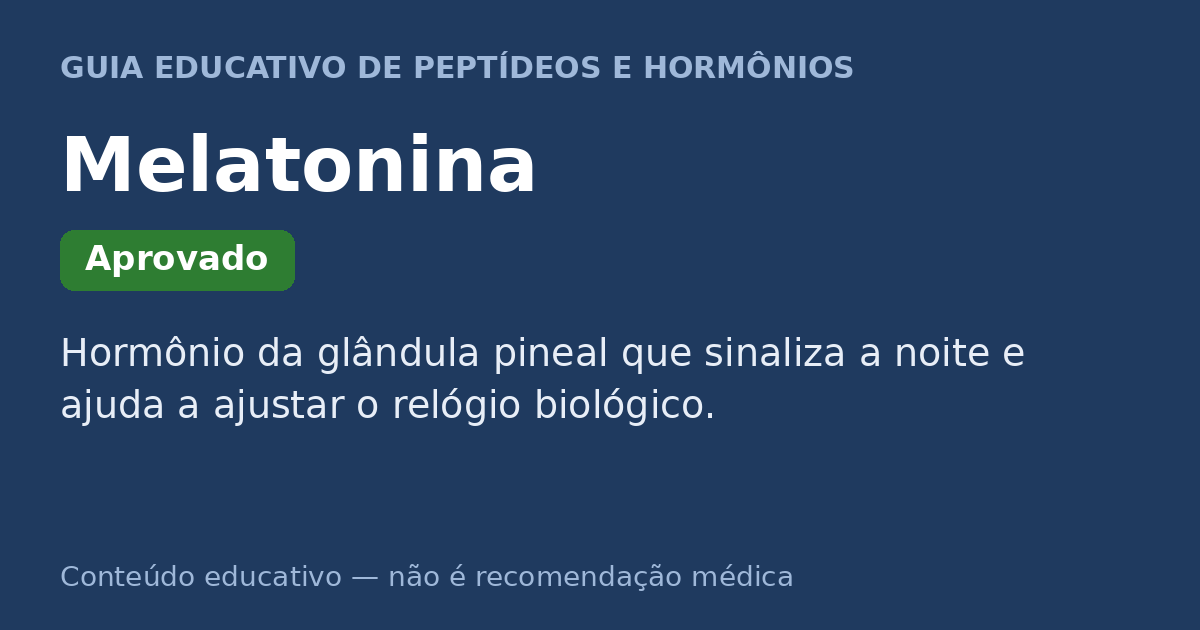 GUIA EDUCATIVO DE PEPTÍDEOS E HORMÔNIOS
Melatonina
Aprovado
Hormônio da glândula pineal que sinaliza a noite e
ajuda a ajustar o relógio biológico.
Conteúdo educativo — não é recomendação médica